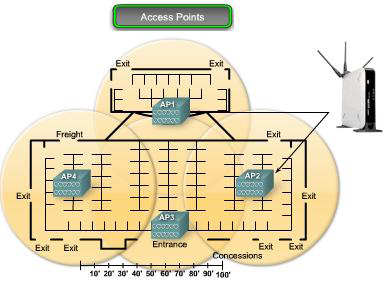 Access Points
Exit Exit
AP1
Freight Exit
AP4 AP2
Exit Exit
AP3
Entrance
Exit Exit Exit Exit
Concessions
10' 20' 30' 40' 50' 60' 70' 80' 90' 100'